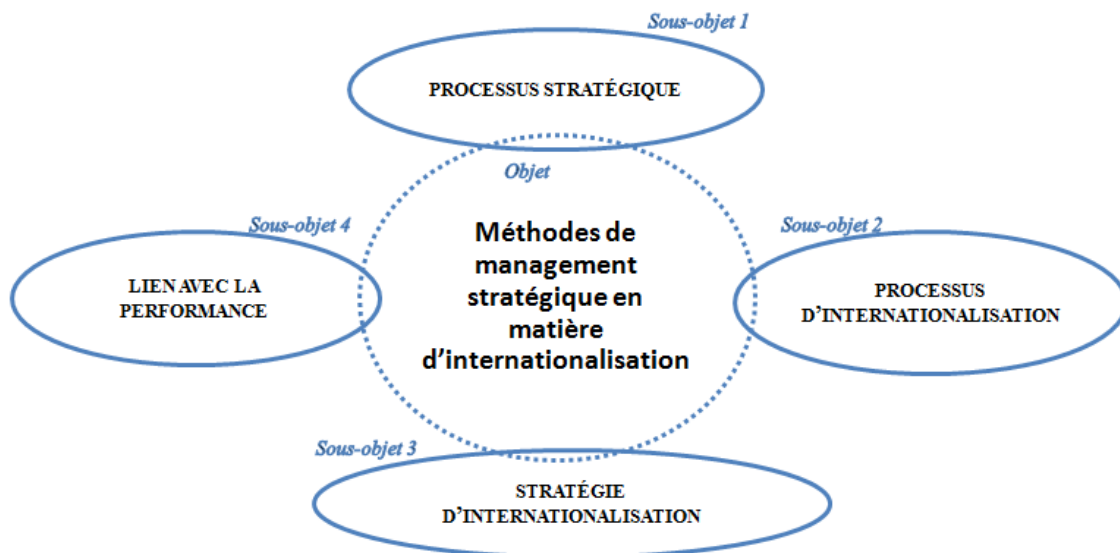 Sous-objet 1
PROCESSUS STRATÉGIQUE
Objet
Sous-objet 4
Sous-objet 2
Méthodes de
management
stratégique en
matière
d'internationalisation
LIEN AVEC LA
PERFORMANCE
PROCESSUS
D'INTERNATIONALISATION
Sous-objet 3
STRATÉGIE
D'INTERNATIONALISATION